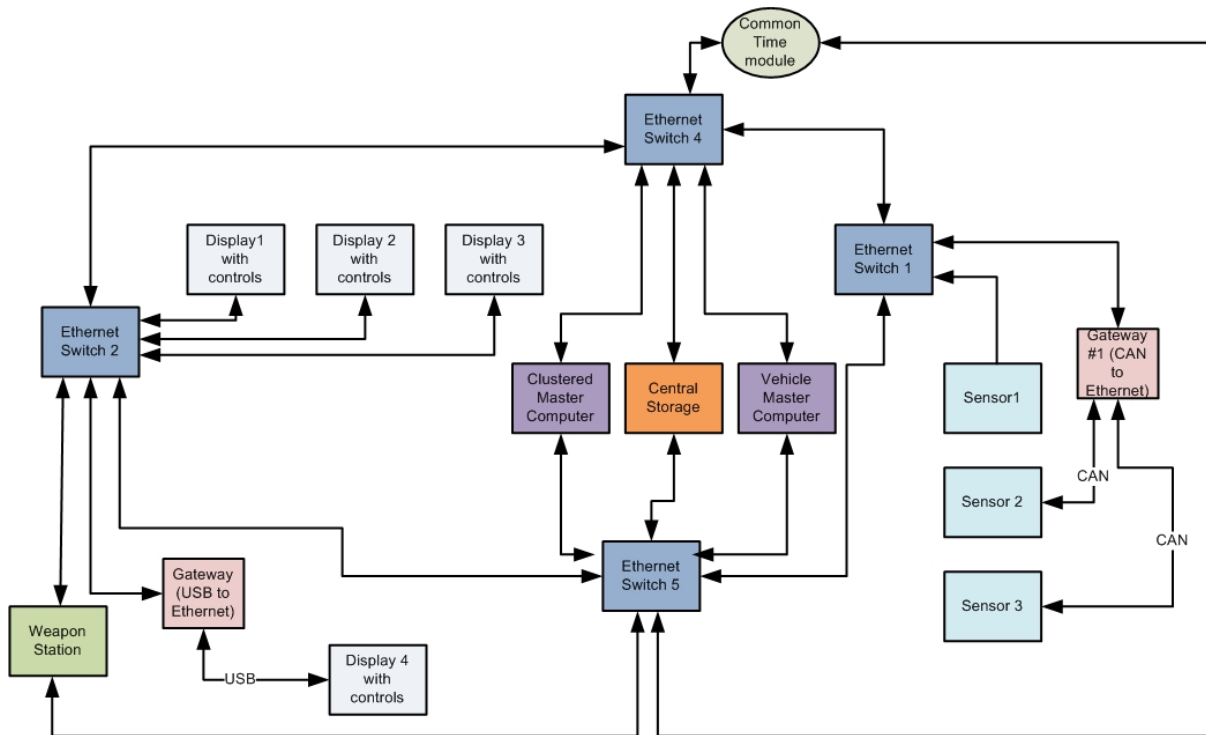 Common
Time
module
Ethernet
Switch 4
Display1
with
controls
Display 2
with
controls
Display 3
with
controls
Ethernet
Switch 1
Ethernet
Switch 2
Gateway
#1 (CAN
to
Ethernet)
Clustered
Master
Computer
Central
Storage
Vehicle
Master
Computer
Sensor1
CAN
Sensor 2
CAN
Ethernet
Switch 5
Gateway
(USB to
Ethernet)
Sensor 3
Weapon
Station
USB
Display 4
with
controls